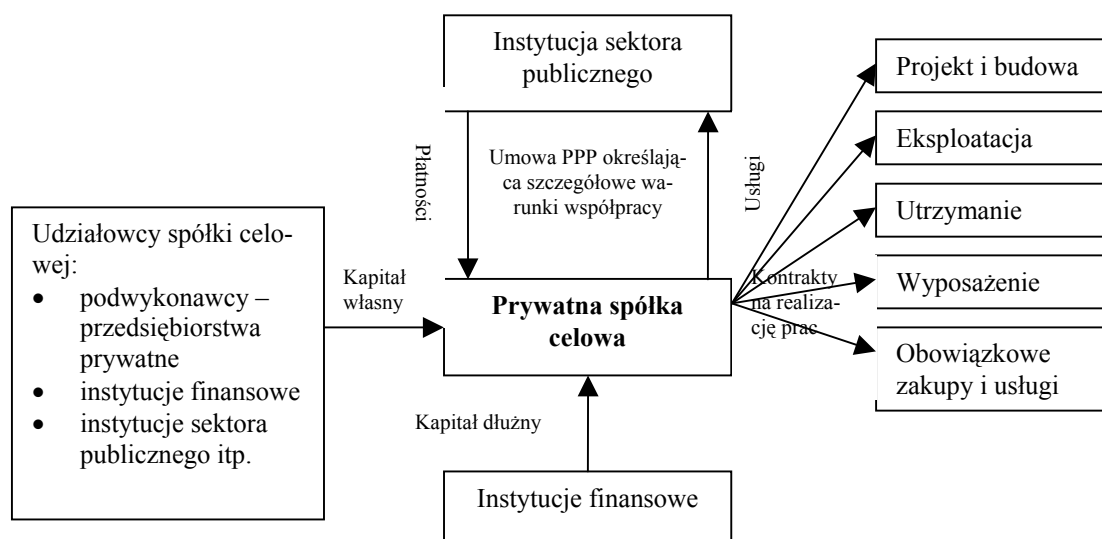 Instytucja sektora
publicznego
Płatności
Umowa PPP określają-
ca szczegółowe wa-
runki współpracy
Usługi
Udziałowcy spółki celo-
wej:
• podwykonawcy –
przedsiębiorstwa
prywatne
• instytucje finansowe
• instytucje sektora
publicznego itp.
Kapitał
własny
Prywatna spółka
celowa
Kontrakty
na realiza-
cję prac
Kapitał dłużny
Instytucje finansowe
Projekt i budowa
Eksploatacja
Utrzymanie
Wyposażenie
Obowiązkowe
zakupy i usługi